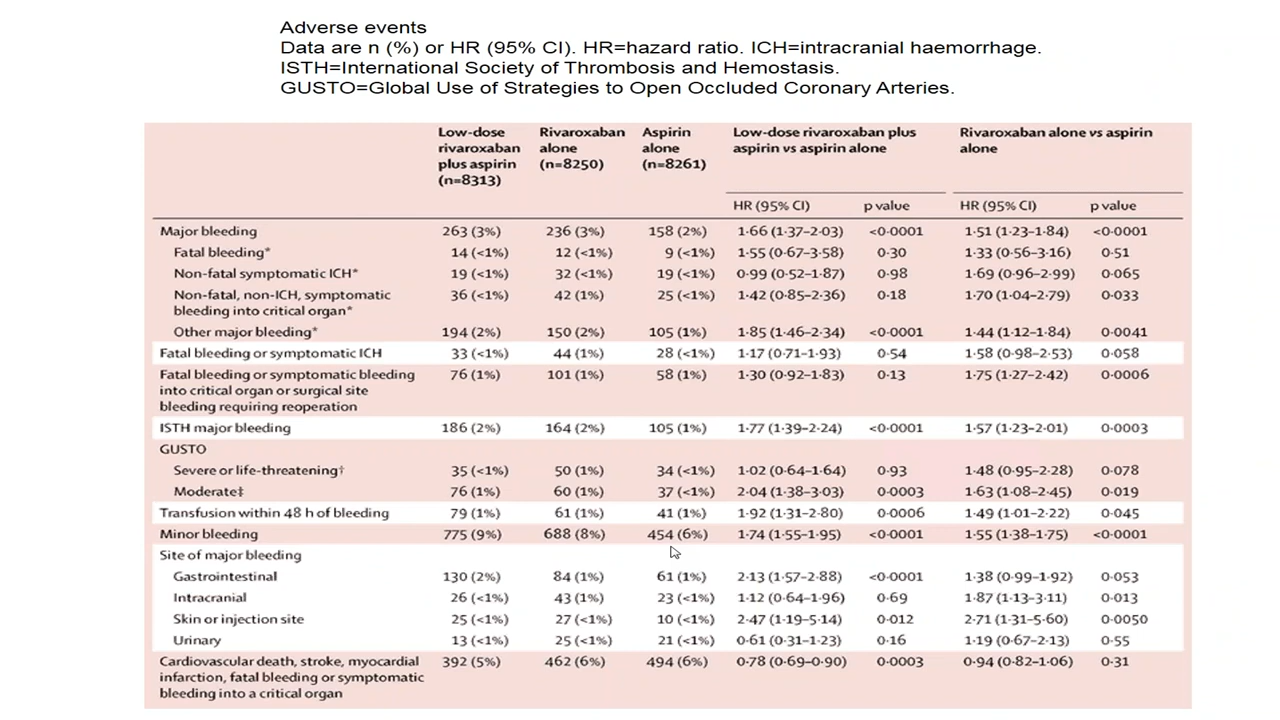 Adverse events
Data are n (%) or HR (95% CI). HR=hazard ratio. ICH=intracranial haemorrhage.
ISTH=International Society of Thrombosis and Hemostasis.
GUSTO=Global Use of Strategies to Open Occluded Coronary Arteries.
Low-dose rivaroxaban plus aspirin (n=8313) Rivaroxaban alone (n=8250) Aspirin alone (n=8261) Low-dose rivaroxaban plus aspirin vs aspirin alone Rivaroxaban alone vs aspirin alone
HR (95% CI) p value HR (95% CI) p value
Major bleeding 263 (3%) 236 (3%) 158 (2%) 1·66 (1·37–2·03) <0·0001 1·51 (1·23–1·84) <0·0001
Fatal bleeding* 14 (<1%) 12 (<1%) 9 (<1%) 1·55 (0·67–3·58) 0·30 1·33 (0·56–3·16) 0·51
Non-fatal symptomatic ICH* 19 (<1%) 32 (<1%) 19 (<1%) 0·99 (0·52–1·87) 0·98 1·69 (0·96–2·99) 0·065
Non-fatal, non-ICH, symptomatic 36 (<1%) 42 (1%) 25 (<1%) 1·42 (0·85–2·36) 0·18 1·70 (1·04–2·79) 0·033
bleeding into critical organ*
Other major bleeding* 194 (2%) 150 (2%) 105 (1%) 1·85 (1·46–2·34) <0·0001 1·44 (1·12–1·84) 0·0041
Fatal bleeding or symptomatic ICH 33 (<1%) 44 (1%) 28 (<1%) 1·17 (0·71–1·93) 0·54 1·58 (0·98–2·53) 0·058
Fatal bleeding or symptomatic bleeding 76 (1%) 101 (1%) 58 (1%) 1·30 (0·92–1·83) 0·13 1·75 (1·27–2·42) 0·0006
into critical organ or surgical site
bleeding requiring reoperation
ISTH major bleeding 186 (2%) 164 (2%) 105 (1%) 1·77 (1·39–2·24) <0·0001 1·57 (1·23–2·01) 0·0003
GUSTO
Severe or life-threatening† 35 (<1%) 50 (1%) 34 (<1%) 1·02 (0·64–1·64) 0·93 1·48 (0·95–2·28) 0·078
Moderate‡ 76 (1%) 60 (1%) 37 (<1%) 2·04 (1·38–3·03) 0·0003 1·63 (1·08–2·45) 0·019
Transfusion within 48 h of bleeding 79 (1%) 61 (1%) 41 (1%) 1·92 (1·31–2·80) 0·0006 1·49 (1·01–2·22) 0·045
Minor bleeding 775 (9%) 688 (8%) 454 (6%) 1·74 (1·55–1·95) <0·0001 1·55 (1·38–1·75) <0·0001
Site of major bleeding
Gastrointestinal 130 (2%) 84 (1%) 61 (1%) 2·13 (1·57–2·88) <0·0001 1·38 (0·99–1·92) 0·053
Intracranial 26 (<1%) 43 (1%) 23 (<1%) 1·12 (0·64–1·96) 0·69 1·87 (1·13–3·11) 0·013
Skin or injection site 25 (<1%) 27 (<1%) 10 (<1%) 2·47 (1·19–5·14) 0·012 2·71 (1·31–5·60) 0·0050
Urinary 13 (<1%) 25 (<1%) 21 (<1%) 0·61 (0·31–1·23) 0·16 1·19 (0·67–2·13) 0·55
Cardiovascular death, stroke, myocardial 392 (5%) 462 (6%) 494 (6%) 0·78 (0·69–0·90) 0·0003 0·94 (0·82–1·06) 0·31
infarction, fatal bleeding or symptomatic
bleeding into a critical organ